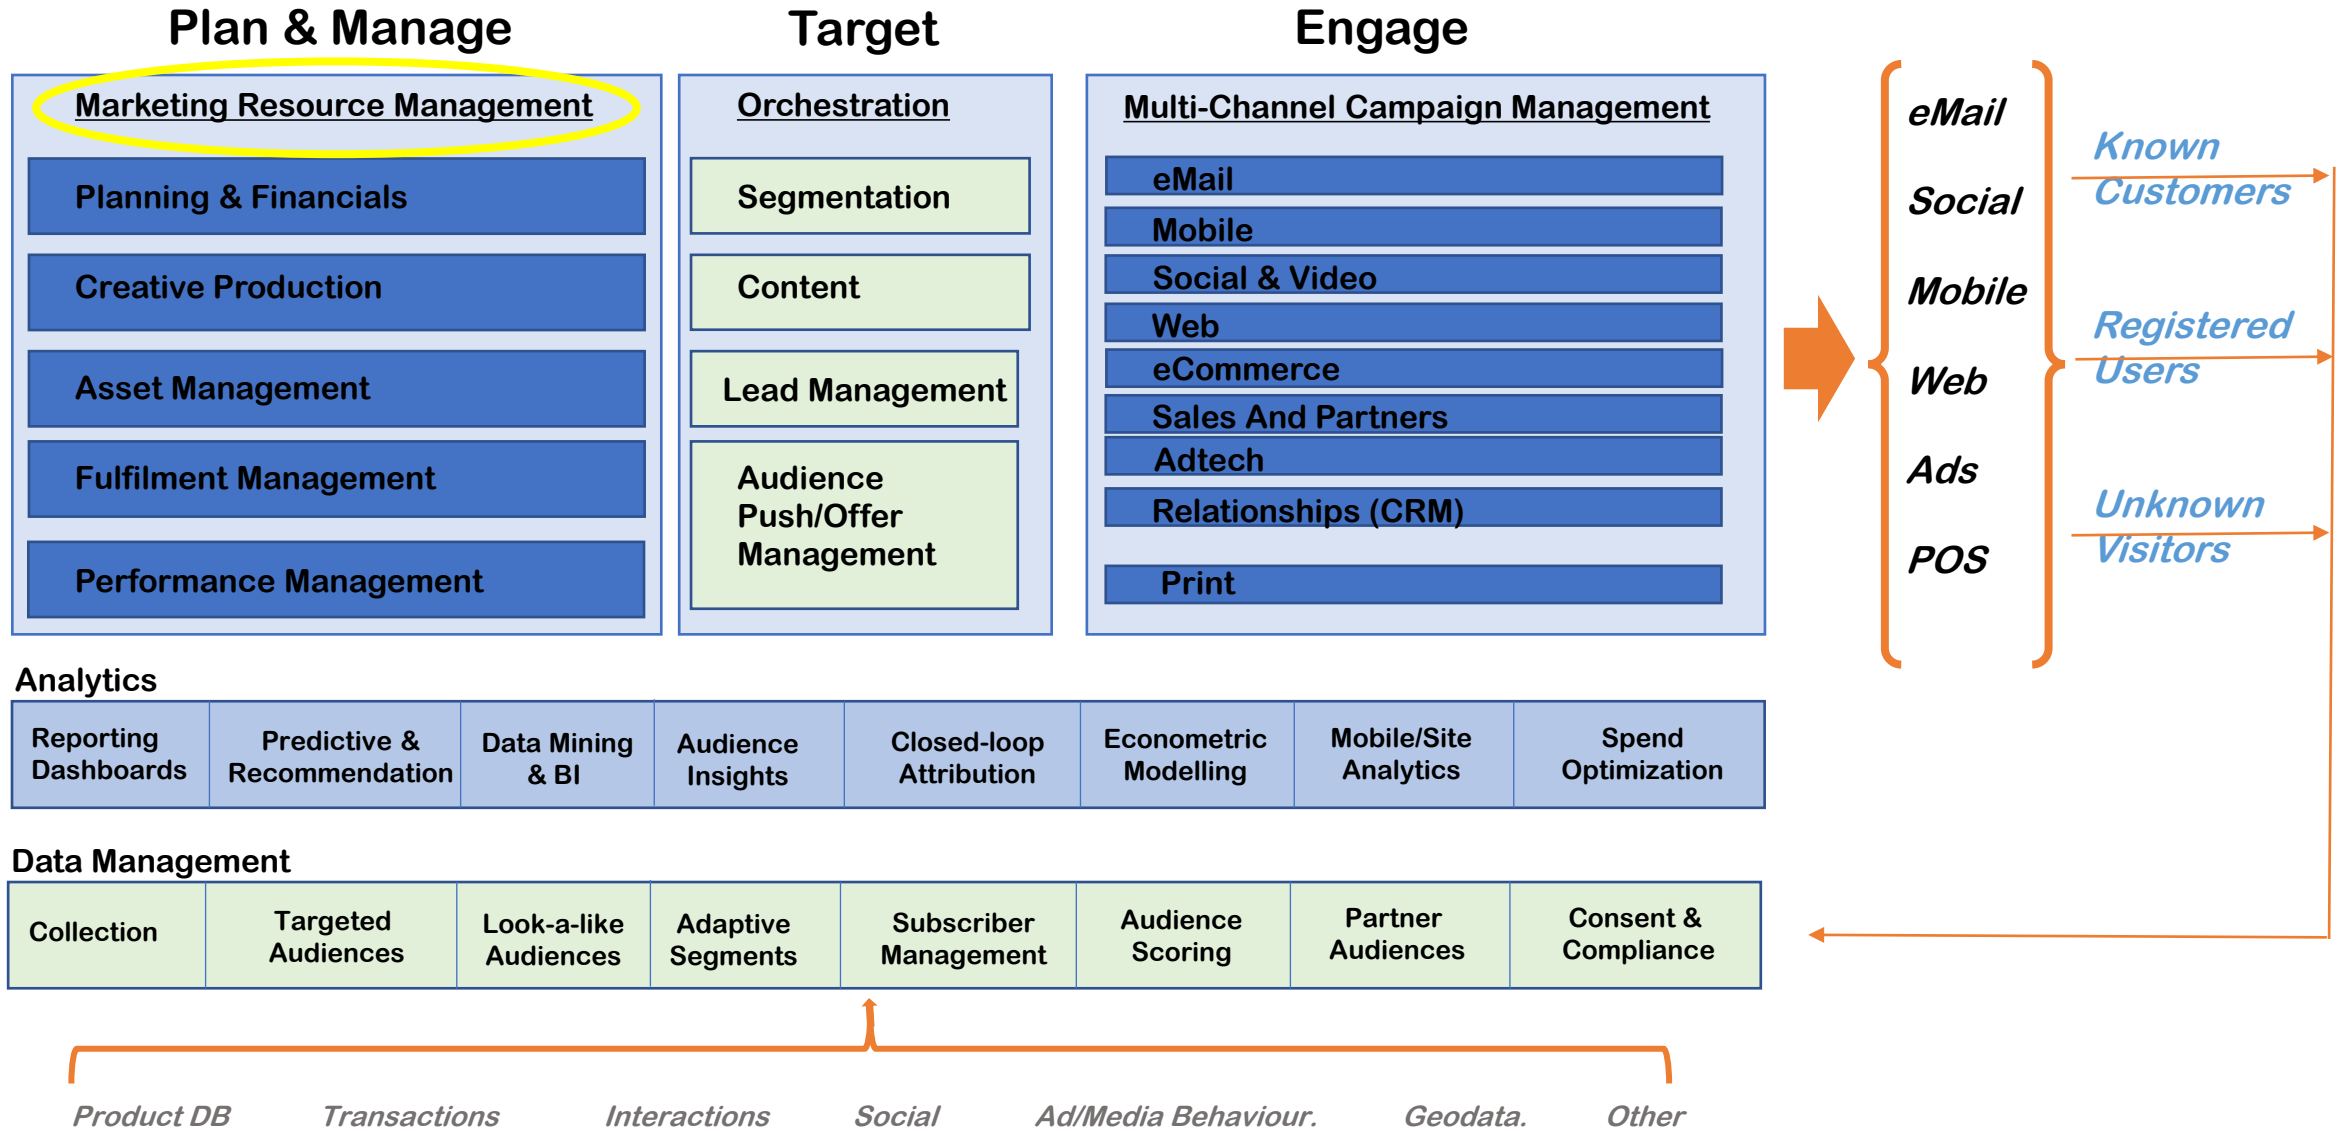 Plan & Manage
Target
Engage
Marketing Resource Management
Planning & Financials
Creative Production
Asset Management
Fulfilment Management
Performance Management
Orchestration
Segmentation
Content
Lead Management
Audience
Push/Offer
Management
Multi-Channel Campaign Management
eMail
Mobile
Social & Video
Web
eCommerce
Sales And Partners
Adtech
Relationships (CRM)
Print
eMail
Social
Mobile
Web
Ads
POS
Known
Customers
Registered
Users
Unknown
Visitors
Analytics
Reporting
Dashboards
Predictive &
Recommendation
Data Mining
& BI
Audience
Insights
Closed-loop
Attribution
Econometric
Modelling
Mobile/Site
Analytics
Spend
Optimization
Data Management
Collection
Targeted
Audiences
Look-a-like
Audiences
Adaptive
Segments
Subscriber
Management
Audience
Scoring
Partner
Audiences
Consent &
Compliance
Product DB
Transactions
Interactions
Social
Ad/Media Behaviour.
Geodata.
Other